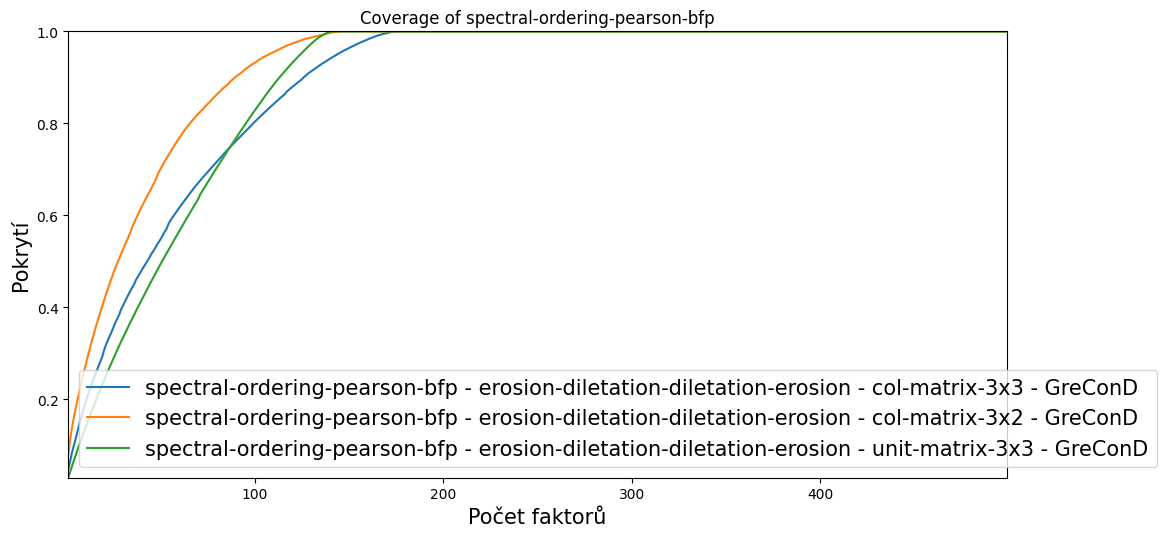 Coverage of spectral-ordering-pearson-bfp
1.0
0.8
0.6
0.4
0.2
Pokrytí
spectral-ordering-pearson-bfp - erosion-diletation-diletation-erosion - col-matrix-3x3 - GreConD
spectral-ordering-pearson-bfp - erosion-diletation-diletation-erosion - col-matrix-3x2 - GreConD
spectral-ordering-pearson-bfp - erosion-diletation-diletation-erosion - unit-matrix-3x3 - GreConD
100 200 300 400
Počet faktorů